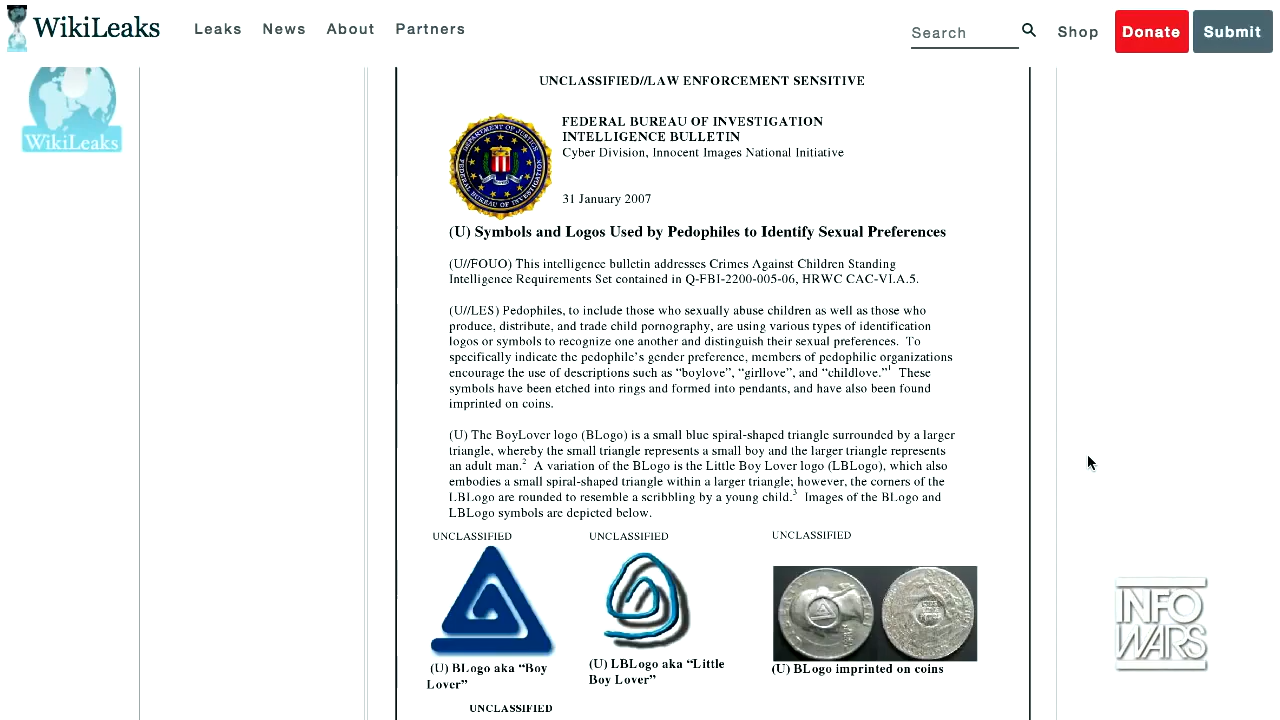 WikiLeaks
Leaks News About Partners
Search
Shop
Donate
Submit
WikiLeaks
UNCLASSIFIED//LAW ENFORCEMENT SENSITIVE
DEPARTMENT OF JUSTICE
FEDERAL BUREAU OF INVESTIGATION
FEDERAL BUREAU OF INVESTIGATION
INTELLIGENCE BULLETIN
Cyber Division, Innocent Images National Initiative
31 January 2007
(U) Symbols and Logos Used by Pedophiles to Identify Sexual Preferences
(U//FOUO) This intelligence bulletin addresses Crimes Against Children Standing
Intelligence Requirements Set contained in Q-FBI-2200-005-06, HRWC CAC-VI.A.5.
(U//LES) Pedophiles, to include those who sexually abuse children as well as those who
produce, distribute, and trade child pornography, are using various types of identification
logos or symbols to recognize one another and distinguish their sexual preferences. To
specifically indicate the pedophile's gender preference, members of pedophilic organizations
encourage the use of descriptions such as “boylove”, “girllove”, and “childlove.”1 These
symbols have been etched into rings and formed into pendants, and have also been found
imprinted on coins.
(U) The BoyLover logo (BLogo) is a small blue spiral-shaped triangle surrounded by a larger
triangle, whereby the small triangle represents a small boy and the larger triangle represents
an adult man.2 A variation of the BLogo is the Little Boy Lover logo (LBLogo), which also
embodies a small spiral-shaped triangle within a larger triangle; however, the corners of the
LBLogo are rounded to resemble a scribbling by a young child.3 Images of the BLogo and
LBLogo symbols are depicted below.
UNCLASSIFIED
UNCLASSIFIED
UNCLASSIFIED
(U) BLogo aka “Boy
Lover”
(U) LBLogo aka “Little
Boy Lover”
(U) BLogo imprinted on coins
UNCLASSIFIED
INFO
WARS